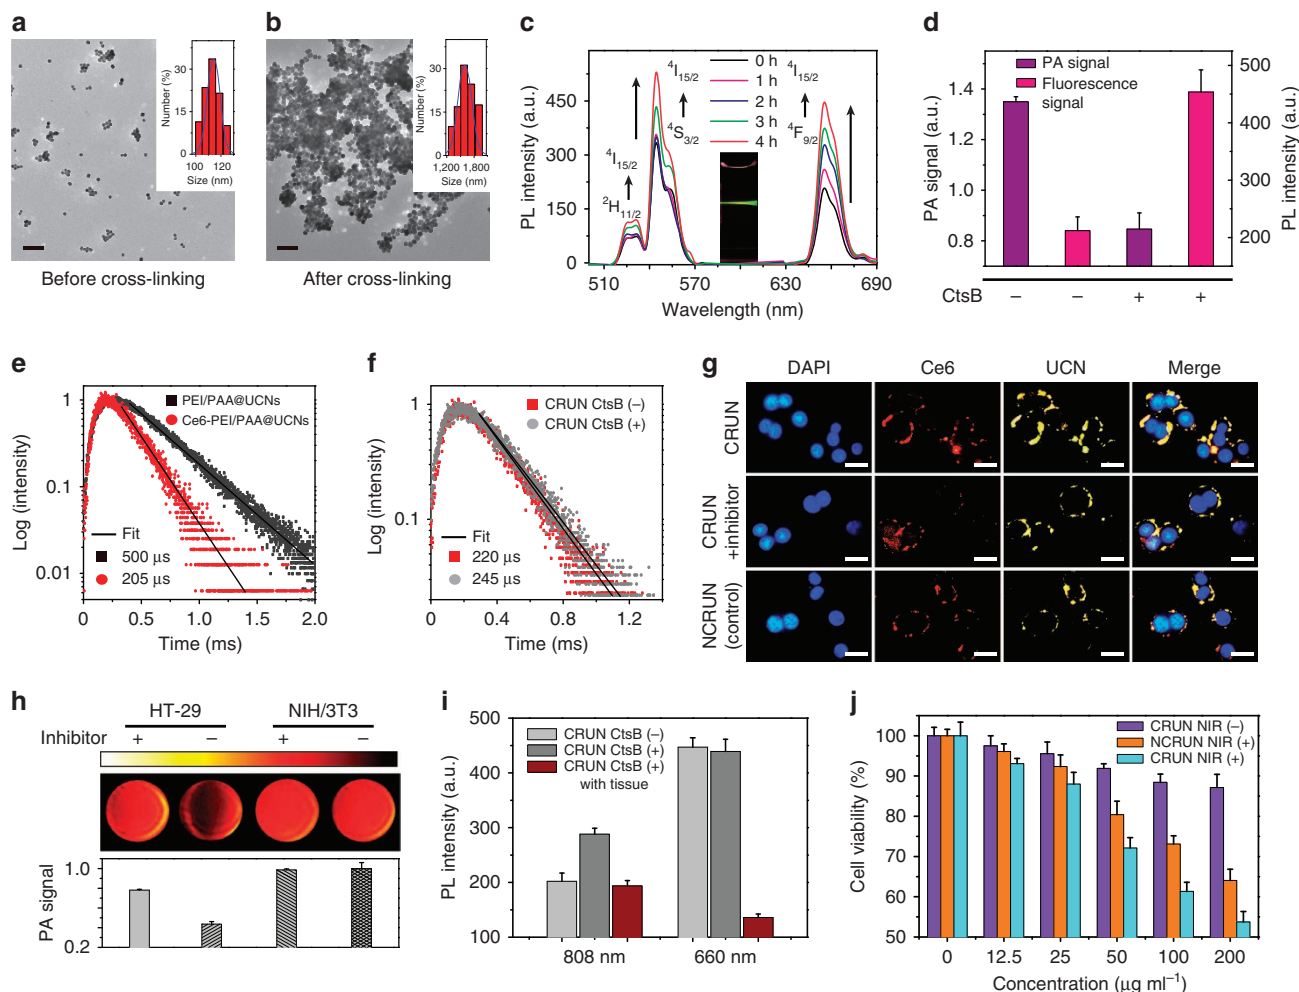 a
Number (%)
30
15
0
100 120
Size (nm)
Before cross-linking
b
Number (%)
30
15
0
1,200 1,800
Size (nm)
After cross-linking
c
PL intensity (a.u.)
450
300
150
0
510 570 630 690
Wavelength (nm)
⁴I₁₅/₂
²H₁₁/₂
⁴I₁₅/₂
⁴S₃/₂
⁴I₁₅/₂
⁴F₉/₂
0 h
1 h
2 h
3 h
4 h
d
PA signal (a.u.)
1.4
1.2
1.0
0.8
PA signal
Fluorescence
signal
500
400
300
200
PL intensity (a.u.)
CtsB − − + +
e
Log (intensity)
1
0.1
0.01
PEI/PAA@UCNs
Ce6-PEI/PAA@UCNs
Fit
500 μs
205 μs
0 0.5 1.0 1.5 2.0
Time (ms)
f
Log (intensity)
1
0.1
CRUN CtsB (−)
CRUN CtsB (+)
Fit
220 μs
245 μs
0 0.4 0.8 1.2
Time (ms)
g
DAPI Ce6 UCN Merge
CRUN
CRUN
+inhibitor
NCRUN
(control)
h
HT-29 NIH/3T3
Inhibitor + − + −
PA signal
1.0
0.2
i
PL intensity (a.u.)
500
400
300
200
100
CRUN CtsB (−)
CRUN CtsB (+)
CRUN CtsB (+)
with tissue
808 nm 660 nm
j
Cell viability (%)
100
90
80
75
70
60
50
CRUN NIR (−)
NCRUN NIR (+)
CRUN NIR (+)
0 12.5 25 50 100 200
Concentration (μg ml⁻¹)